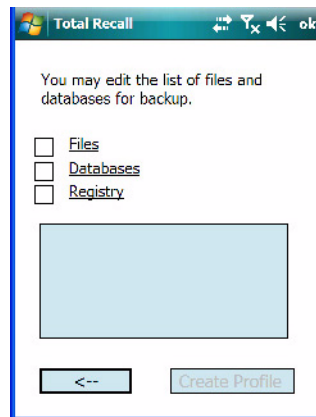 Total Recall ok
You may edit the list of files and
databases for backup.
Files
Databases
Registry
<-- Create Profile